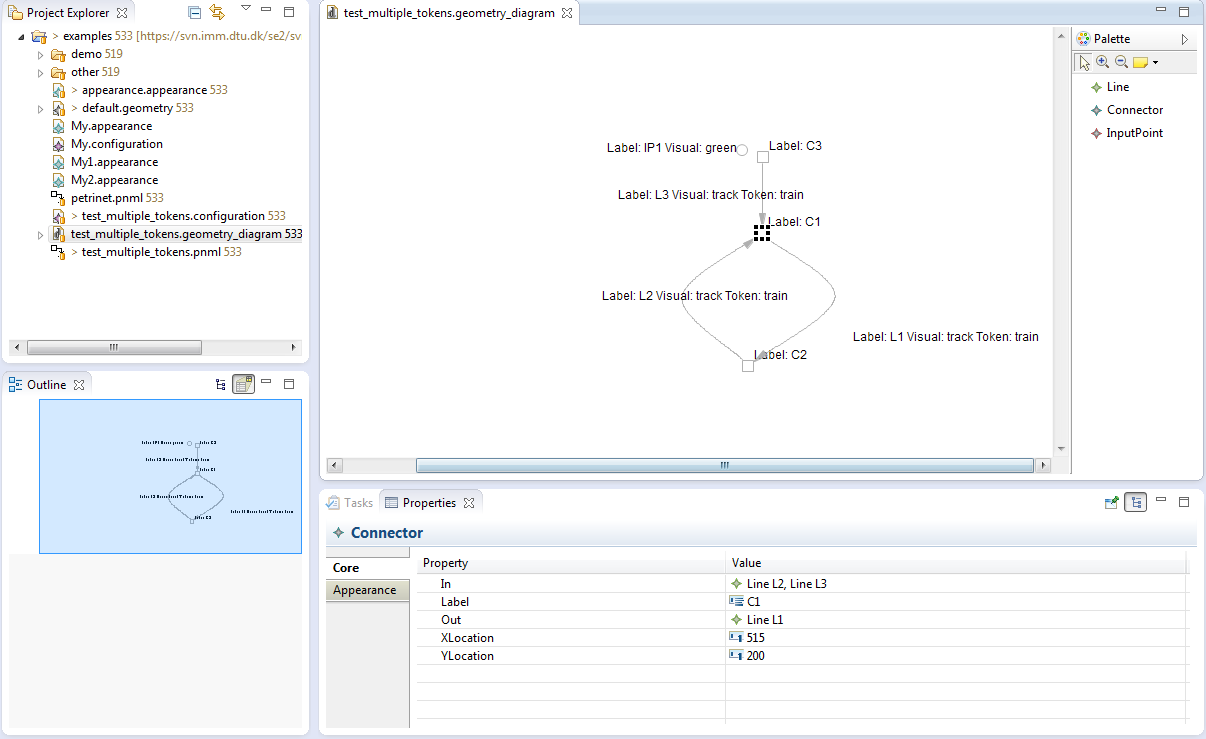 Project Explorer
> examples 533 [https://svn.imm.dtu.dk/se2/sv
demo 519
other 519
> appearance.appearance 533
> default.geometry 533
My.appearance
My.configuration
My1.appearance
My2.appearance
petrinet.pnml 533
> test_multiple_tokens.configuration 533
test_multiple_tokens.geometry_diagram 533
> test_multiple_tokens.pnml 533
Outline
test_multiple_tokens.geometry_diagram
Label: IP1 Visual: green
Label: C3
Label: L3 Visual: track Token: train
Label: C1
Label: L2 Visual: track Token: train
Label: L1 Visual: track Token: train
Label: C2
Palette
Line
Connector
InputPoint
Tasks
Properties
Connector
Core
Appearance
Property Value
In Line L2, Line L3
Label C1
Out Line L1
XLocation 515
YLocation 200